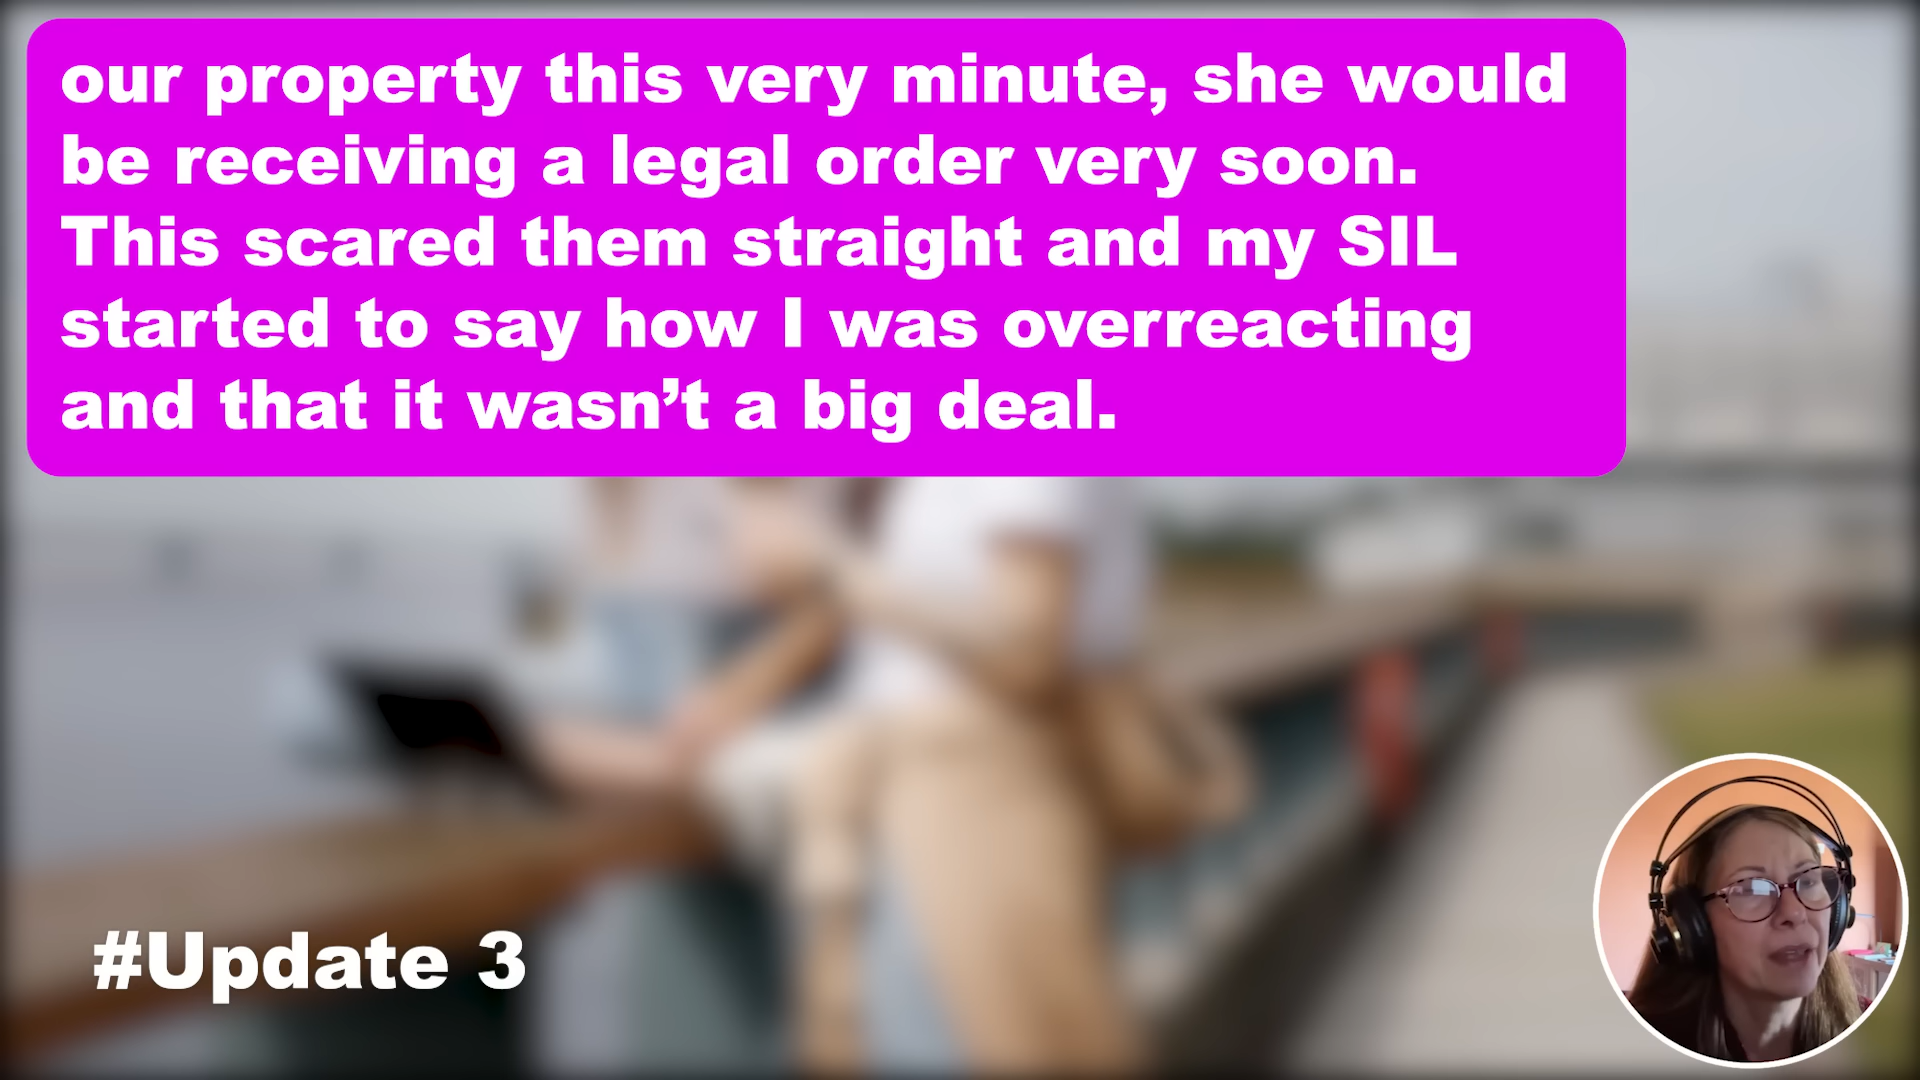 our property this very minute, she would
be receiving a legal order very soon.
This scared them straight and my SIL
started to say how I was overreacting
and that it wasn’t a big deal.
#Update 3